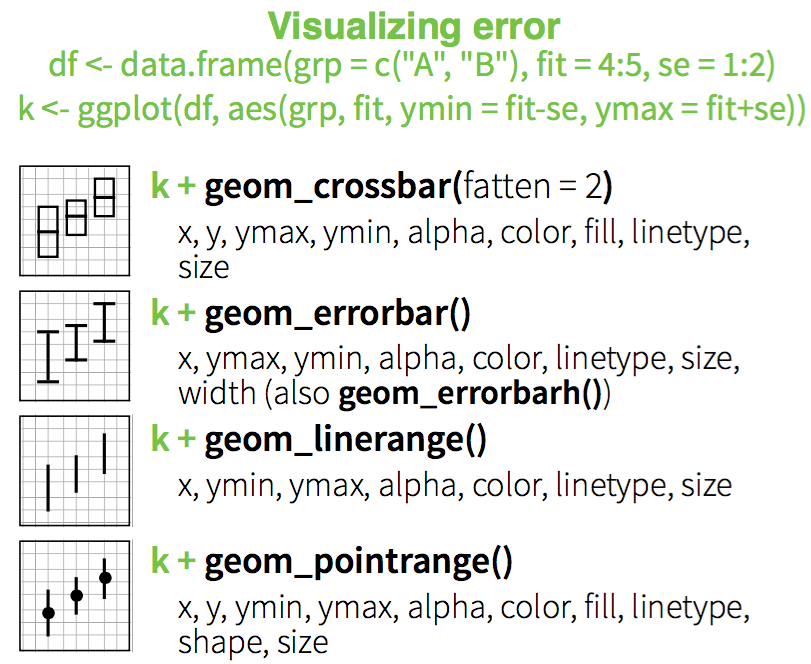 Visualizing error
df <- data.frame(grp = c("A", "B"), fit = 4:5, se = 1:2)
k <- ggplot(df, aes(grp, fit, ymin = fit-se, ymax = fit+se))
k + geom_crossbar(fatten = 2)
x, y, ymax, ymin, alpha, color, fill, linetype,
size
k + geom_errorbar()
x, ymax, ymin, alpha, color, linetype, size,
width (also geom_errorbarh())
k + geom_linerange()
x, ymin, ymax, alpha, color, linetype, size
k + geom_pointrange()
x, y, ymin, ymax, alpha, color, fill, linetype,
shape, size